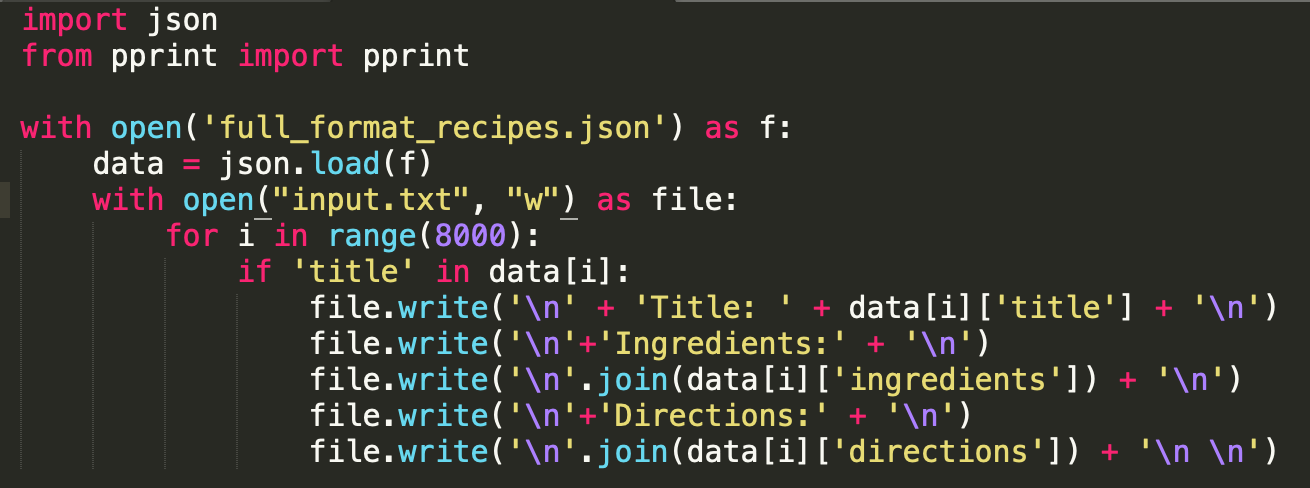 import json
from pprint import pprint

with open('full_format_recipes.json') as f:
    data = json.load(f)
    with open("input.txt", "w") as file:
        for i in range(8000):
            if 'title' in data[i]:
                file.write('\n' + 'Title: ' + data[i]['title'] + '\n')
                file.write('\n'+'Ingredients:' + '\n')
                file.write('\n'.join(data[i]['ingredients']) + '\n')
                file.write('\n'+'Directions:' + '\n')
                file.write('\n'.join(data[i]['directions']) + '\n \n')